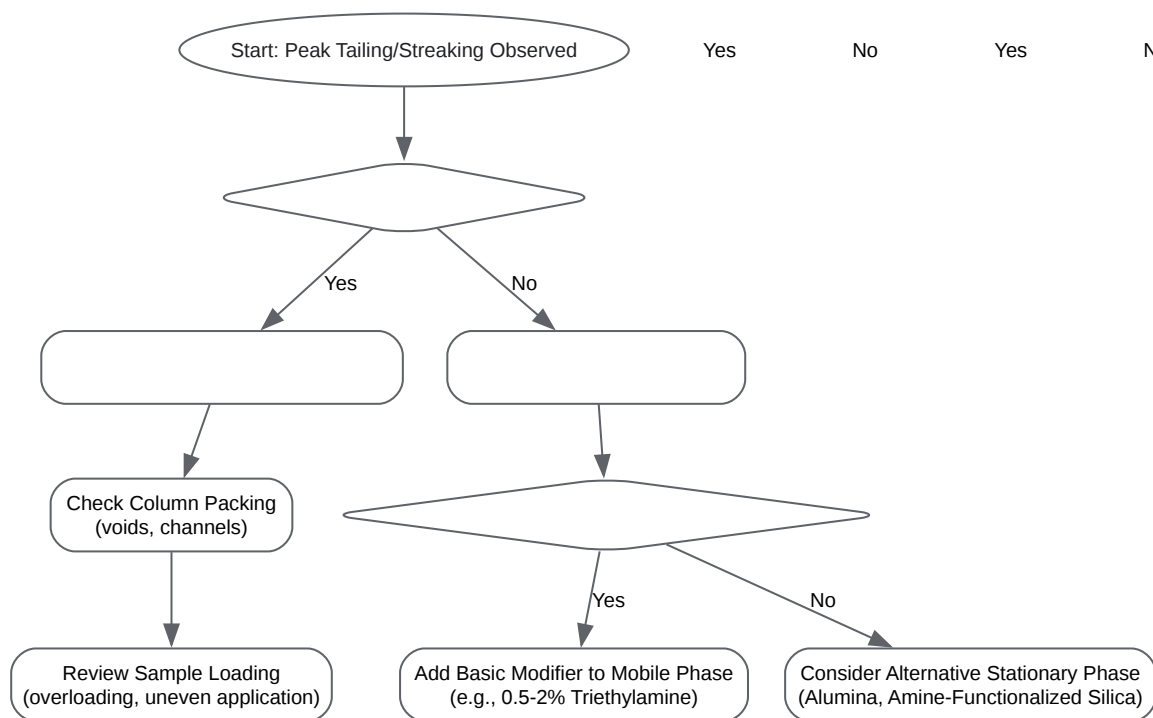 Start: Peak Tailing/Streaking Observed
Yes
No
Yes
N
Yes
No
Check Column Packing
(voids, channels)
Yes
No
Review Sample Loading
(overloading, uneven application)
Add Basic Modifier to Mobile Phase
(e.g., 0.5-2% Triethylamine)
Consider Alternative Stationary Phase
(Alumina, Amine-Functionalized Silica)